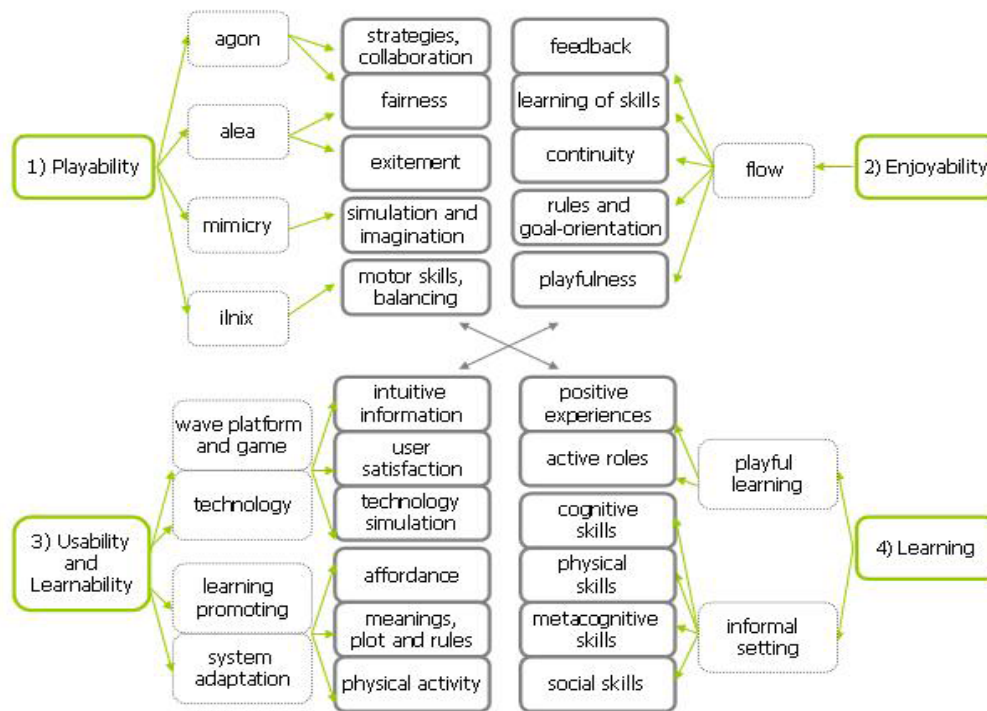 agon
strategies,
collaboration
feedback
fairness
learning of skills
alea
1) Playability
exitement
continuity
flow
2) Enjoyability
mimicry
simulation and
imagination
rules and
goal-orientation
motor skills,
balancing
playfulness
ilnix
intuitive
information
positive
experiences
wave platform
and game
user
satisfaction
active roles
playful
learning
technology
technology
simulation
cognitive
skills
3) Usability
and
Learnability
4) Learning
learning
promoting
affordance
physical
skills
meanings,
plot and rules
metacognitive
skills
informal
setting
system
adaptation
physical activity
social skills